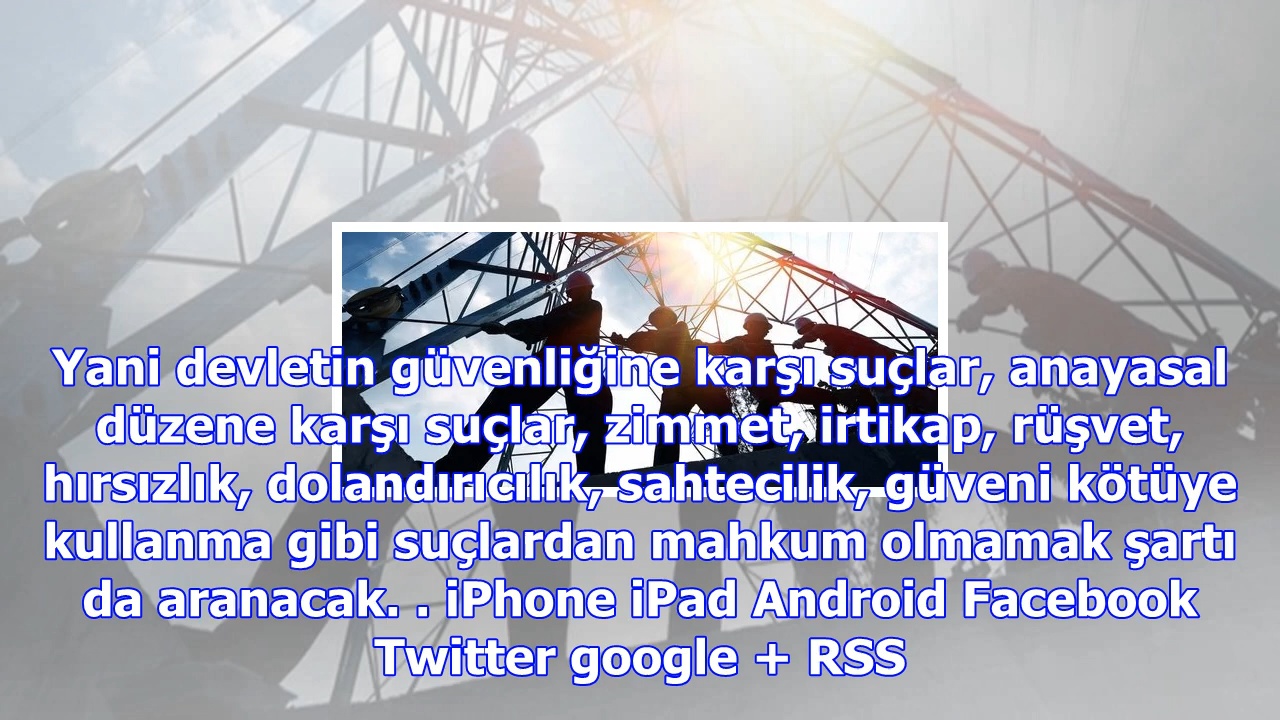 Yani devletin güvenliğine karşı suçlar, anayasal
düzene karşı suçlar, zimmet, irtikap, rüşvet,
hırsızlık, dolandırıcılık, sahtecilik, güveni kötüye
kullanma gibi suçlardan mahkum olmamak şartı
da aranacak. . iPhone iPad Android Facebook
Twitter google + RSS